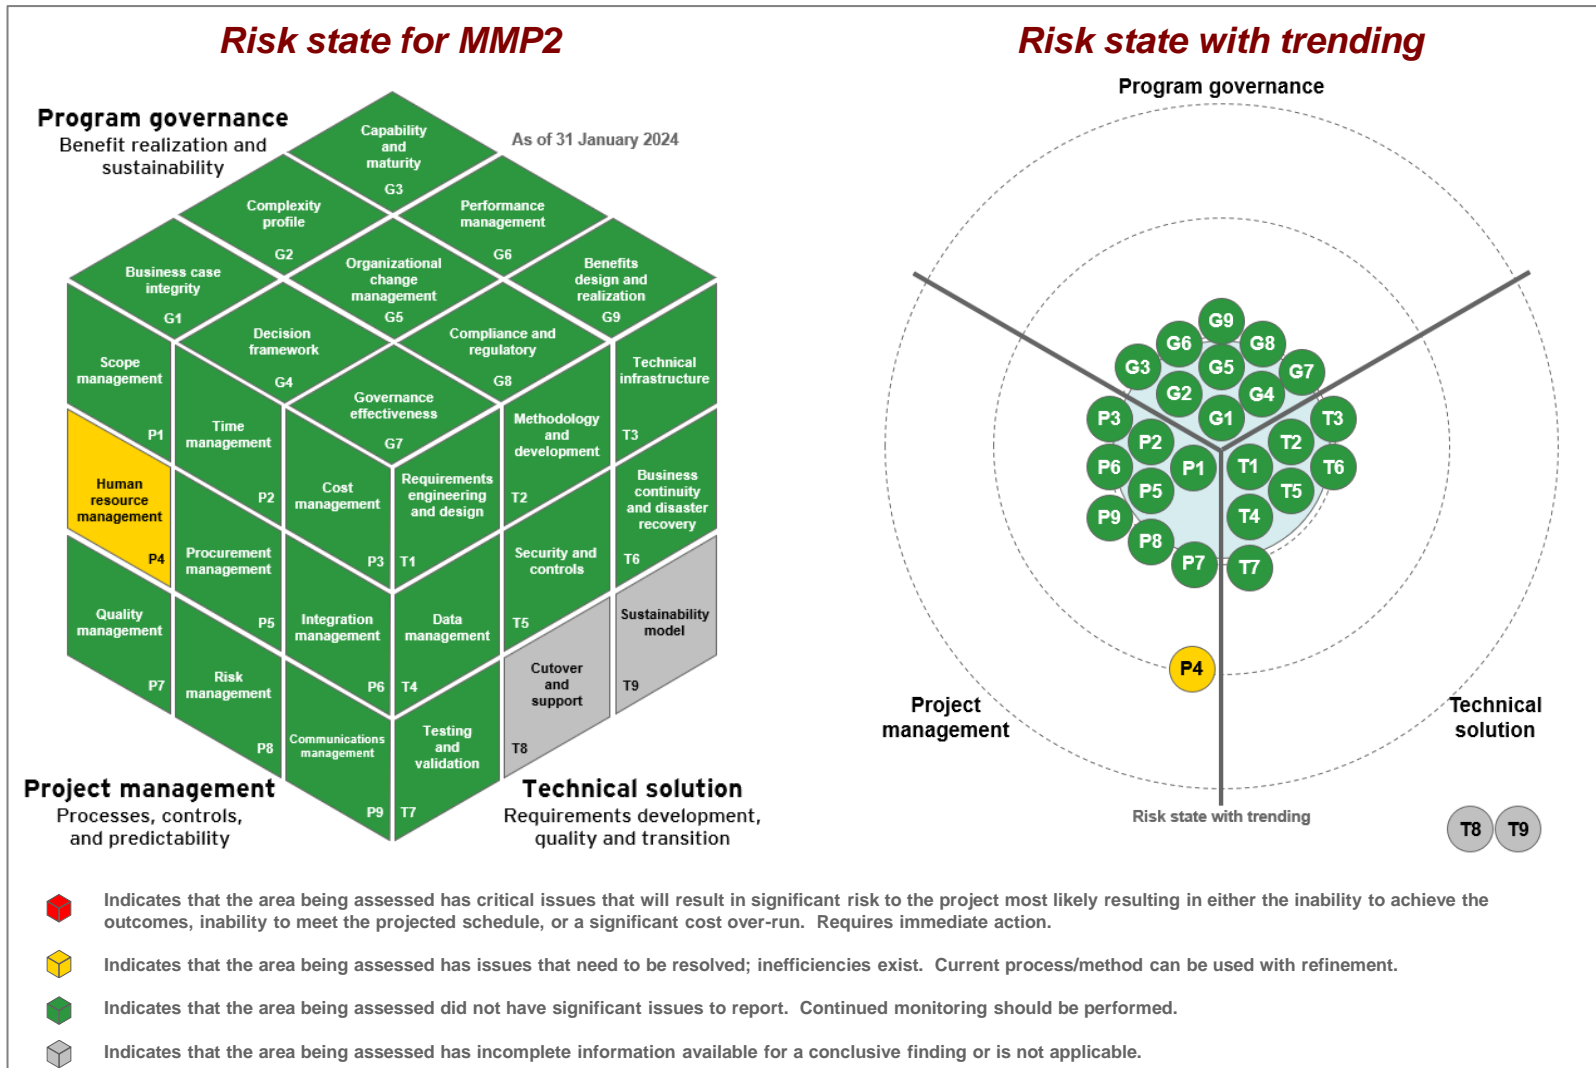 Risk state for MMP2
Program governance
Benefit realization and
sustainability
As of 31 January 2024
Capability
and
maturity
G3
Complexity
profile
G2
Performance
management
G6
Business case
integrity
G1
Organizational
change
management
G5
Benefits
design and
realization
G9
Decision
framework
G4
Compliance and
regulatory
G8
Governance
effectiveness
G7
Scope
management
P1
Time
management
P2
Cost
management
P3
Human
resource
management
P4
Procurement
management
P5
Integration
management
P6
Quality
management
P7
Risk
management
P8
Communications
management
P9
Requirements
engineering
and design
T1
Methodology
and
development
T2
Technical
infrastructure
T3
Data
management
T4
Security and
controls
T5
Business
continuity
and disaster
recovery
T6
Testing
and
validation
T7
Cutover
and
support
T8
Sustainability
model
T9
Project management
Processes, controls,
and predictability
Technical solution
Requirements development,
quality and transition
Risk state with trending
Program governance
G9
G6
G8
G3
G5
G7
G2
G4
G1
P3
P2
P6
P1
P5
P9
P8
P7
T3
T2
T1
T6
T5
T4
T7
P4
Project
management
Technical
solution
Risk state with trending
T8
T9
Indicates that the area being assessed has critical issues that will result in significant risk to the project most likely resulting in either the inability to achieve the
outcomes, inability to meet the projected schedule, or a significant cost over-run. Requires immediate action.
Indicates that the area being assessed has issues that need to be resolved; inefficiencies exist. Current process/method can be used with refinement.
Indicates that the area being assessed did not have significant issues to report. Continued monitoring should be performed.
Indicates that the area being assessed has incomplete information available for a conclusive finding or is not applicable.